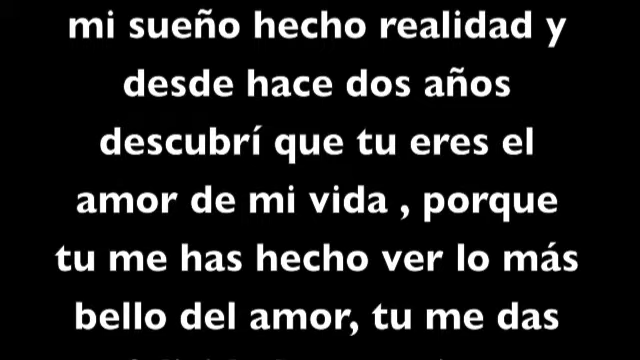 mi sueño hecho realidad y
desde hace dos años
descubrí que tu eres el
amor de mi vida , porque
tu me has hecho ver lo más
bello del amor, tu me das